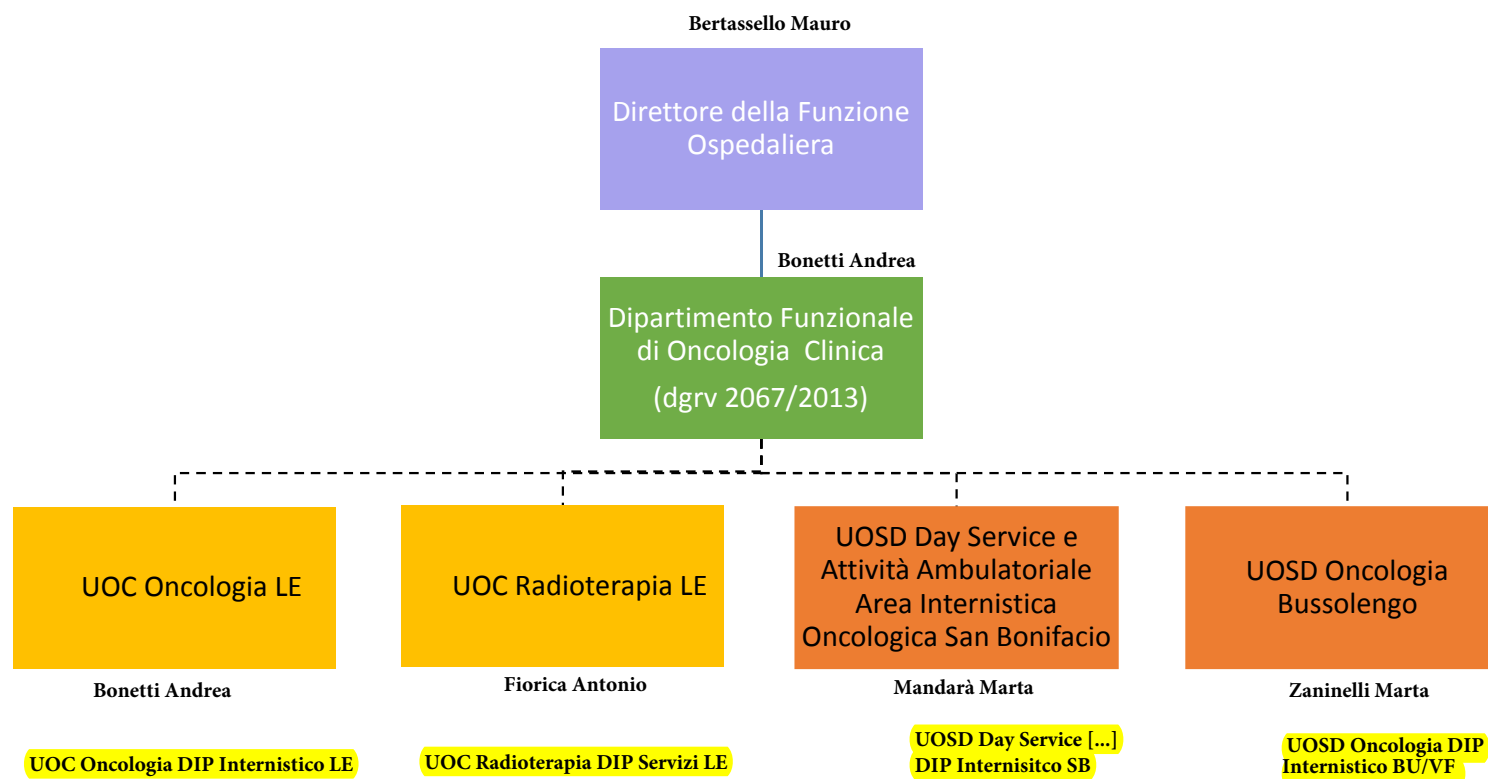 Bertassello Mauro
Direttore della Funzione
Ospedaliera
Bonetti Andrea
Dipartimento Funzionale
di Oncologia Clinica
(dgrv 2067/2013)
UOC Oncologia LE
UOC Radioterapia LE
UOSD Day Service e
Attività Ambulatoriale
Area Internistica
Oncologica San Bonifacio
UOSD Oncologia
Bussolengo
Bonetti Andrea
Fiorica Antonio
Mandarà Marta
Zaninelli Marta
UOC Oncologia DIP Internistico LE
UOC Radioterapia DIP Servizi LE
UOSD Day Service [...]
DIP Internisitco SB
UOSD Oncologia DIP
Internistico BU/VF